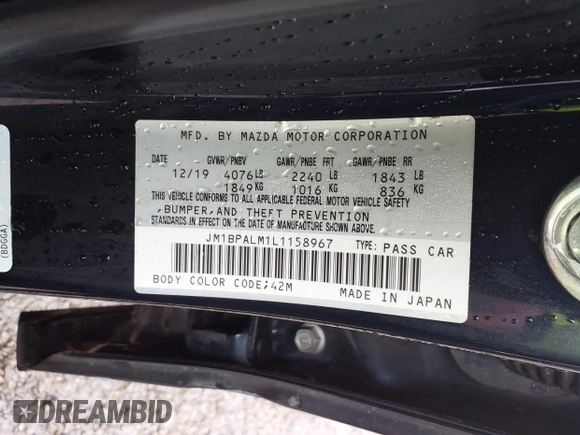 MFD. BY MAZDA MOTOR CORPORATION
DATE GVWR/PNBV GAWR/PNBE FRT GAWR/PNBE RR
12/19 4076LB 2240 LB 1843 LB
1849KG 1016 KG 836 KG
THIS VEHICLE CONFORMS TO ALL APPLICABLE FEDERAL MOTOR VEHICLE SAFETY
,BUMPER,AND THEFT PREVENTION
STANDARDS IN EFFECT ON THE DATE OF MANUFACTURE SHOWN ABOVE.
JM1BPALM1L1158967 TYPE: PASS CAR
BODY COLOR CODE;42M MADE IN JAPAN
(BDGGA)
DREAMBID